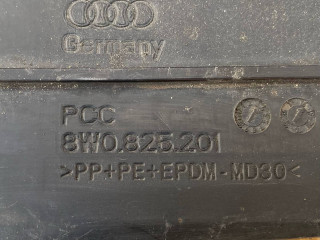 Germany
PCC
8W0.825.201
>PP+PE+EPDM-MD30<